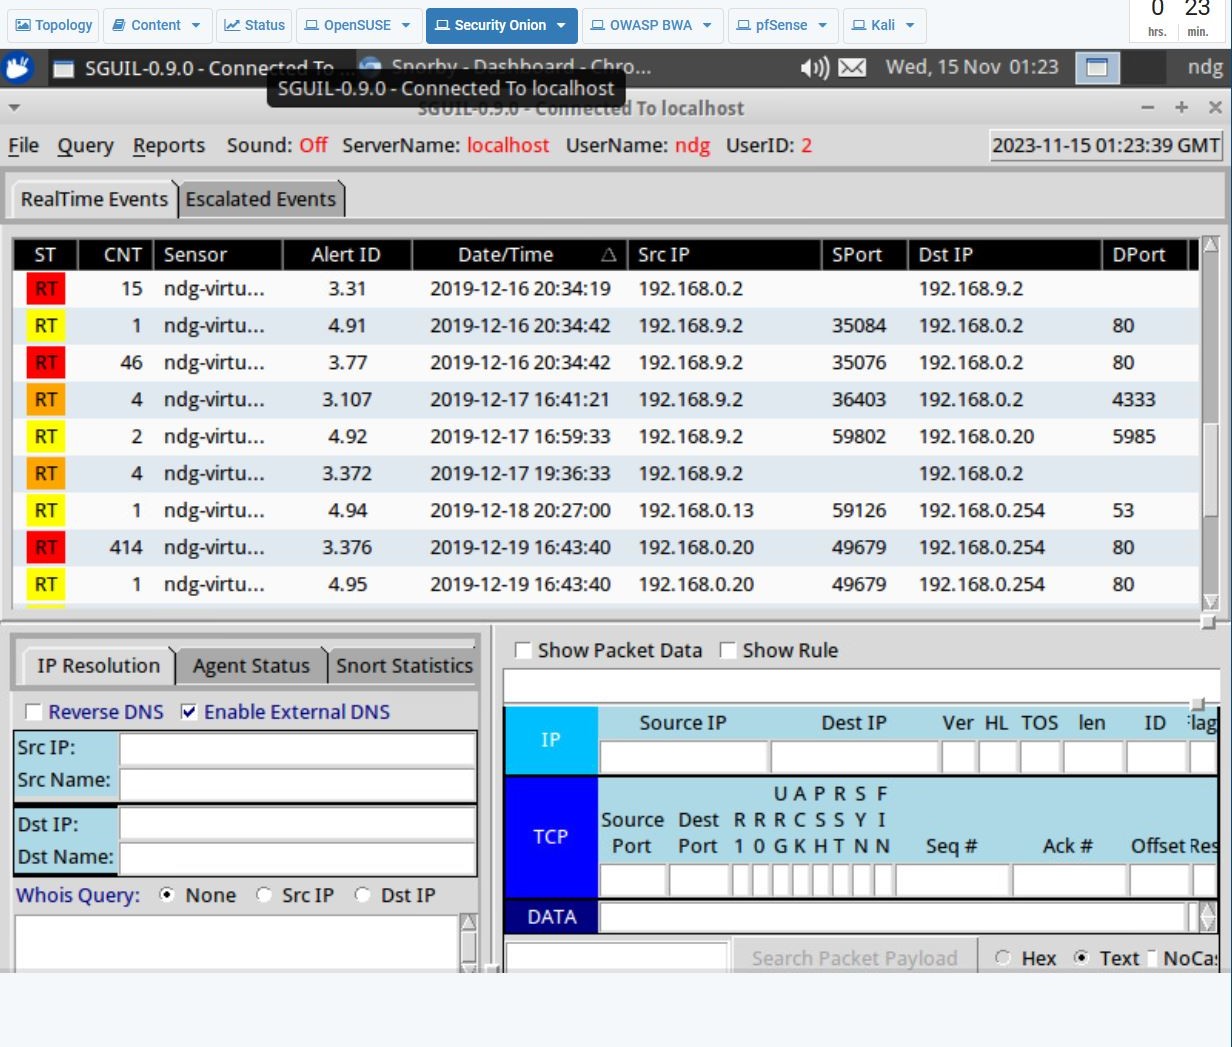 Topology Content Status OpenSUSE Security Onion OWASP BWA pfSense Kali
0 23
hrs. min.
SGUIL-0.9.0 - Connected To ... Snorby - Dashboard - Chro... Wed, 15 Nov 01:23 ndg
SGUIL-0.9.0 - Connected To localhost
SGUIL-0.9.0 - Connected To localhost
File Query Reports Sound: Off ServerName: localhost UserName: ndg UserID: 2 2023-11-15 01:23:39 GMT
RealTime Events Escalated Events
ST CNT Sensor Alert ID Date/Time Src IP SPort Dst IP DPort
RT 15 ndg-virtu... 3.31 2019-12-16 20:34:19 192.168.0.2 192.168.9.2
RT 1 ndg-virtu... 4.91 2019-12-16 20:34:42 192.168.9.2 35084 192.168.0.2 80
RT 46 ndg-virtu... 3.77 2019-12-16 20:34:42 192.168.9.2 35076 192.168.0.2 80
RT 4 ndg-virtu... 3.107 2019-12-17 16:41:21 192.168.9.2 36403 192.168.0.2 4333
RT 2 ndg-virtu... 4.92 2019-12-17 16:59:33 192.168.9.2 59802 192.168.0.20 5985
RT 4 ndg-virtu... 3.372 2019-12-17 19:36:33 192.168.9.2 192.168.0.2
RT 1 ndg-virtu... 4.94 2019-12-18 20:27:00 192.168.0.13 59126 192.168.0.254 53
RT 414 ndg-virtu... 3.376 2019-12-19 16:43:40 192.168.0.20 49679 192.168.0.254 80
RT 1 ndg-virtu... 4.95 2019-12-19 16:43:40 192.168.0.20 49679 192.168.0.254 80
IP Resolution Agent Status Snort Statistics
Reverse DNS Enable External DNS
Src IP:
Src Name:
Dst IP:
Dst Name:
Whois Query: None Src IP Dst IP
Show Packet Data Show Rule
IP Source IP Dest IP Ver HL TOS len ID lag
U A P R S F
Source Dest R R R C S S Y I
TCP Port Port 1 0 G K H T N N Seq # Ack # Offset Res
DATA
Search Packet Payload Hex Text NoCa